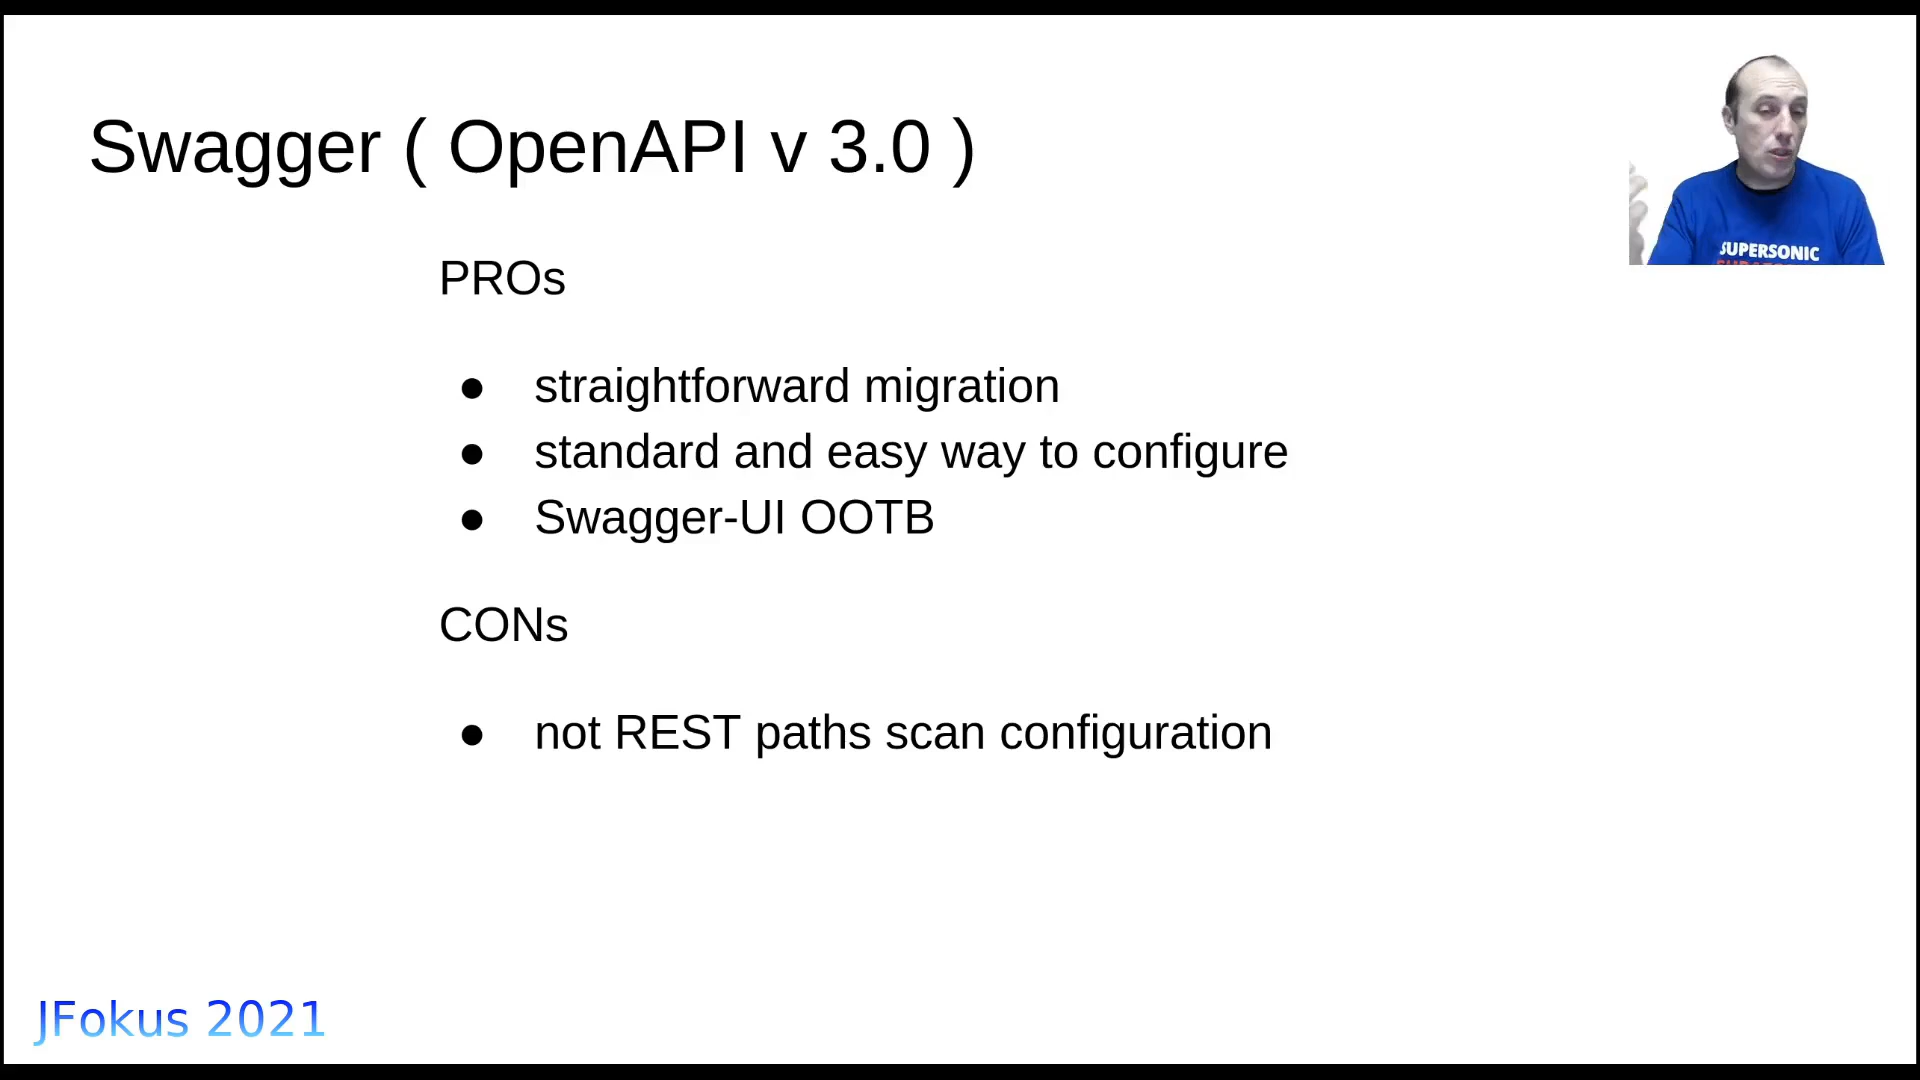 Swagger ( OpenAPI v 3.0 )
PROs
● straightforward migration
● standard and easy way to configure
● Swagger-UI OOTB
CONs
● not REST paths scan configuration
SUPERSONIC
JFokus 2021